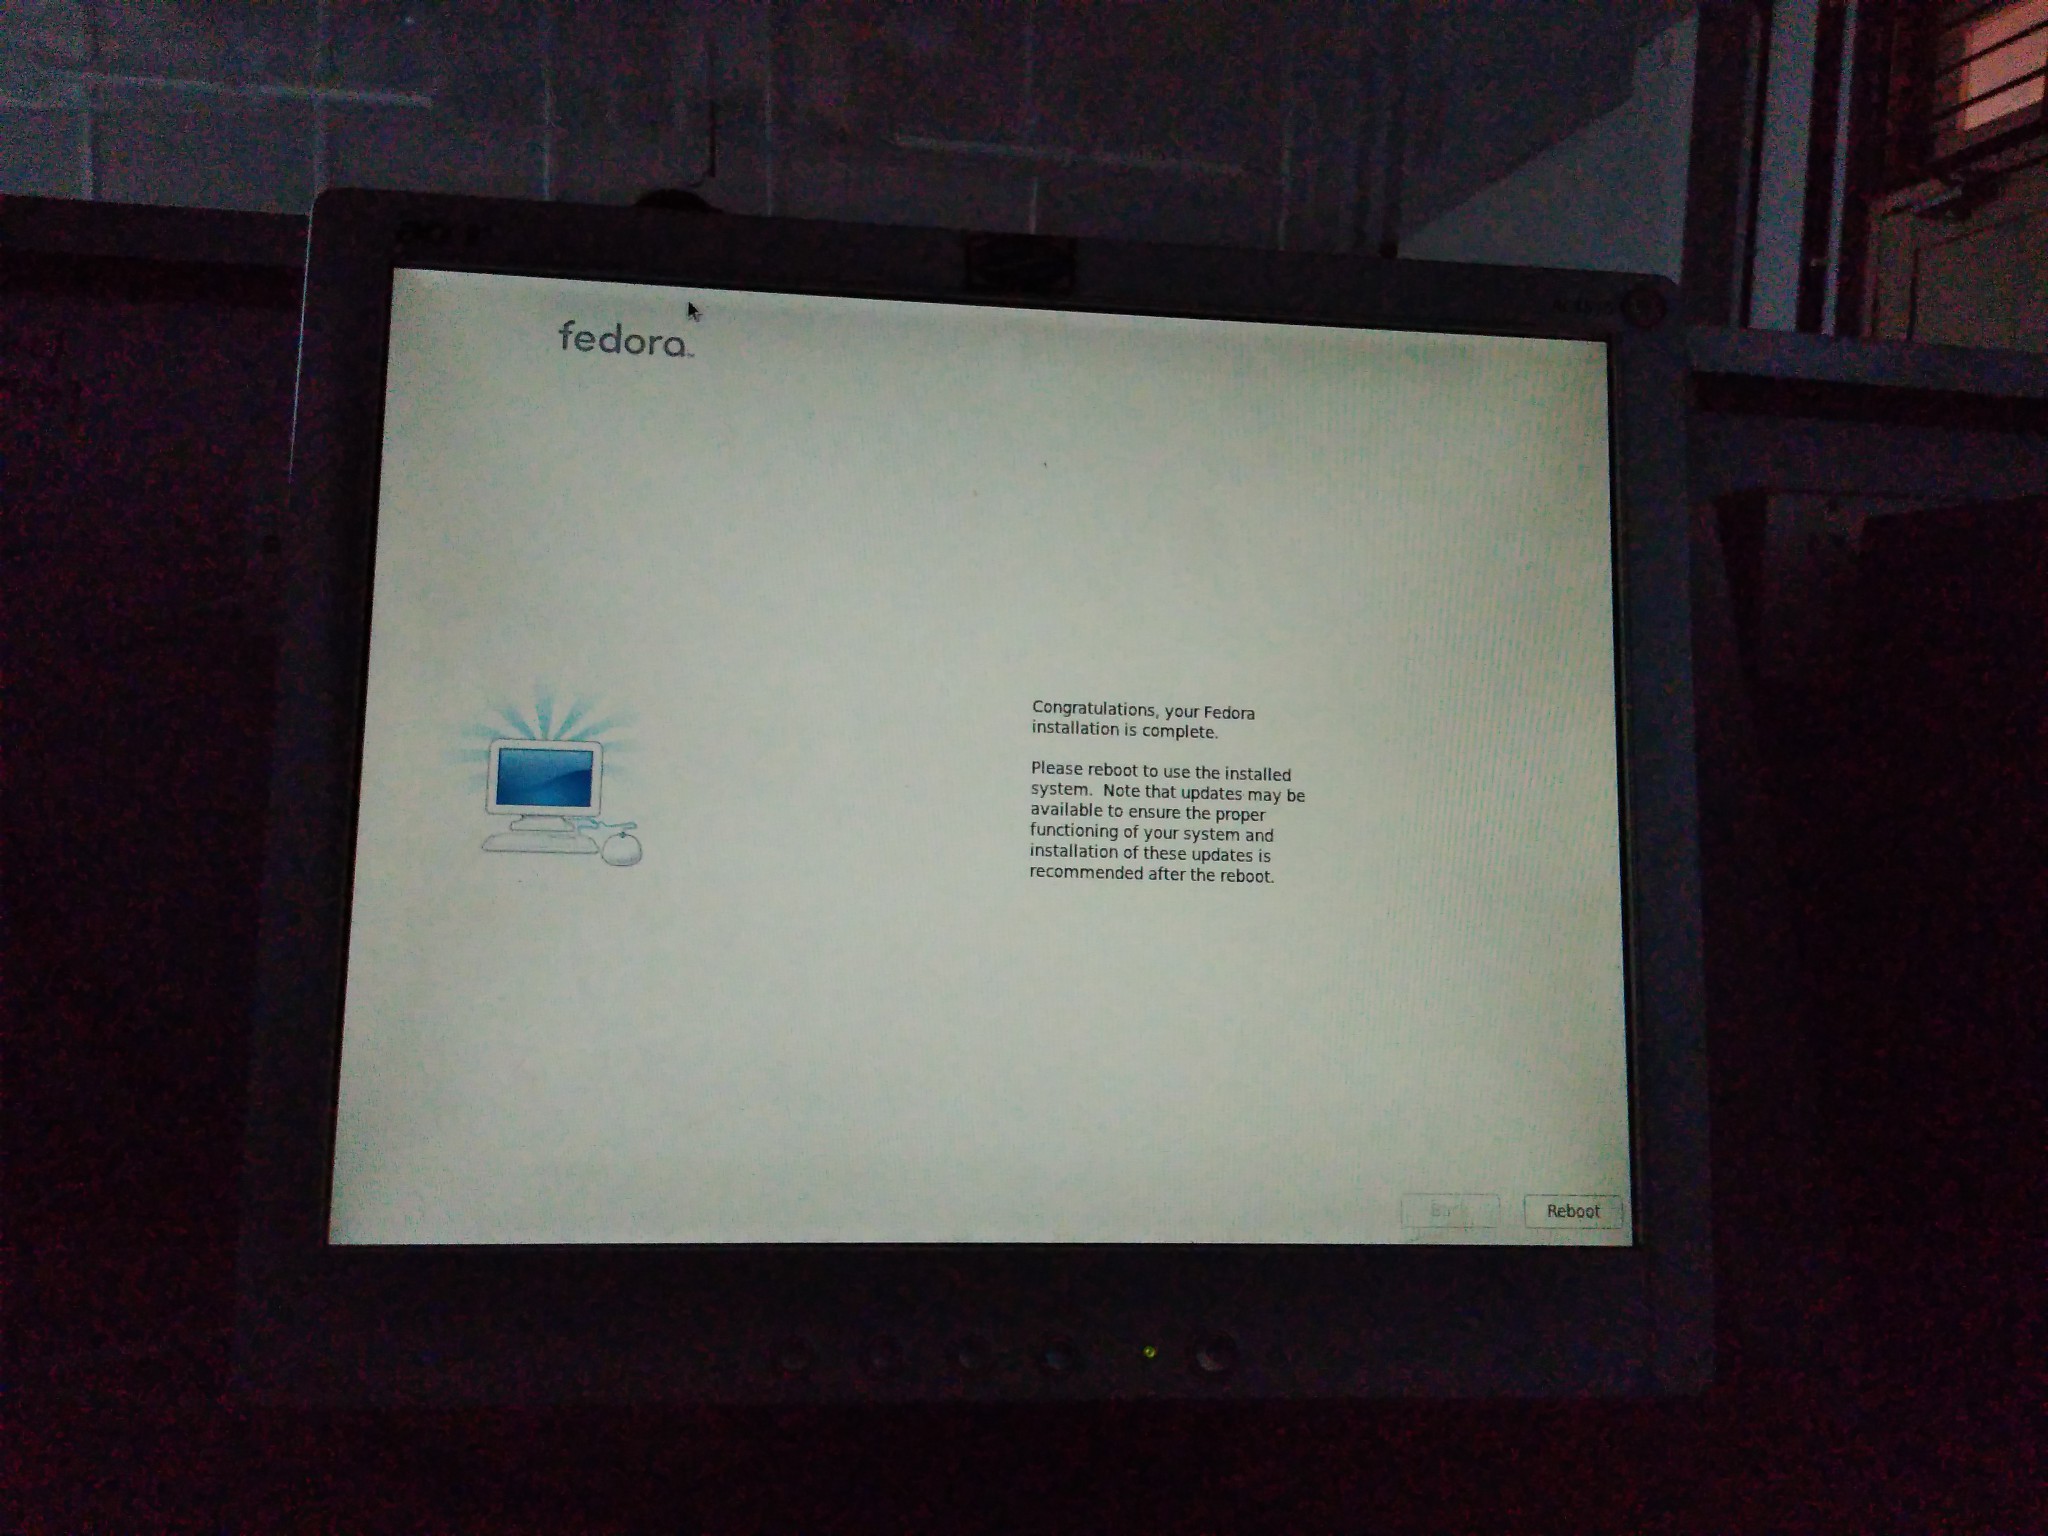 acer
fedora
Congratulations, your Fedora
installation is complete.
Please reboot to use the installed
system. Note that updates may be
available to ensure the proper
functioning of your system and
installation of these updates is
recommended after the reboot.
Back
Reboot